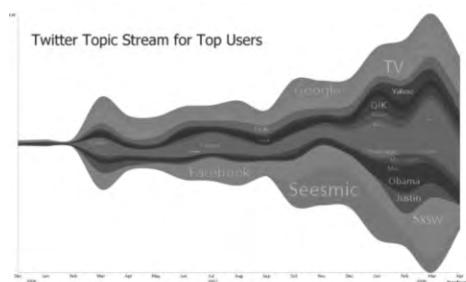 Twitter Topic Stream for Top Users
TV
Google
Yahoo
QIK
Facebook
Seesmic
Obama
Justin
Sxsw
Dec Jan Feb Mar Apr May Jun Jul Aug Sep Oct Nov Dec Jan Feb Mar Apr